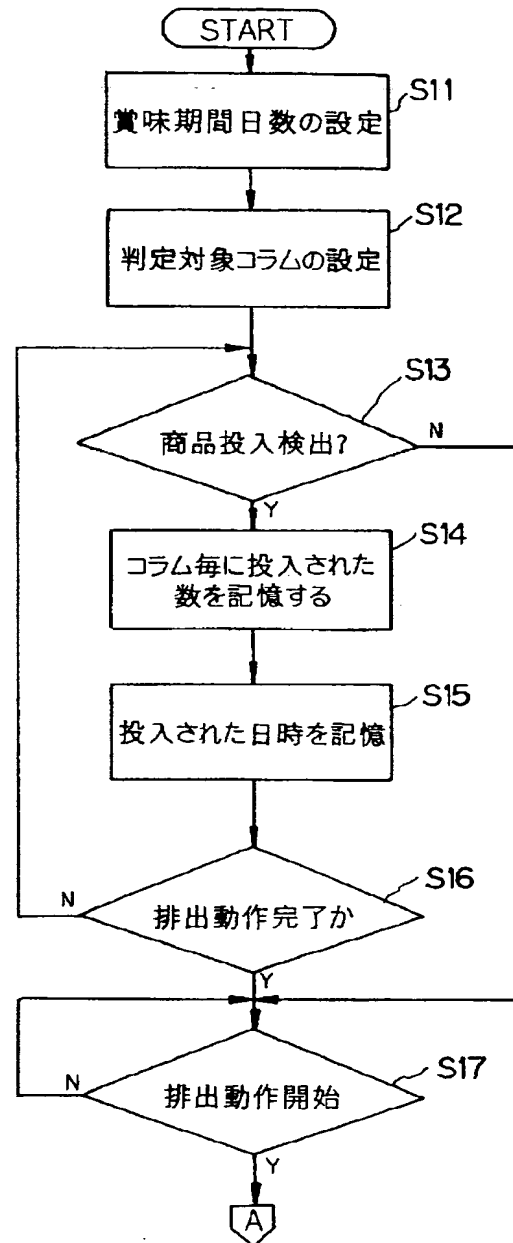 START
S11
賞味期間日数の設定
S12
判定対象コラムの設定
S13
商品投入検出?
N
Y
S14
コラム毎に投入された
数を記憶する
S15
投入された日時を記憶
S16
N
排出動作完了か
Y
S17
N
排出動作開始
Y
A